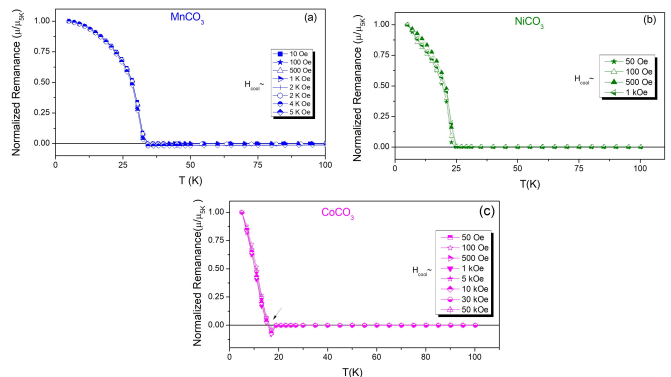 MnCO3
(a)
Normalized Remanance (μ/μ5K)
1.00
0.75
0.50
0.25
0.00
0
25
50
75
100
T (K)
Hcool~
10 Oe
100 Oe
500 Oe
1 K Oe
2 K Oe
2 K Oe
4 K Oe
5 K Oe
NiCO3
(b)
Normalized Remanance (μ/μ5K)
1.00
0.75
0.50
0.25
0.00
0
25
50
75
100
T(K)
Hcool~
50 Oe
100 Oe
500 Oe
1 kOe
CoCO3
(c)
Normalized Remanance(μ/μ5K)
1.00
0.75
0.50
0.25
0.00
0
20
40
60
80
100
T(K)
Hcool~
50 Oe
100 Oe
500 Oe
1 kOe
5 kOe
10 kOe
30 kOe
50 kOe